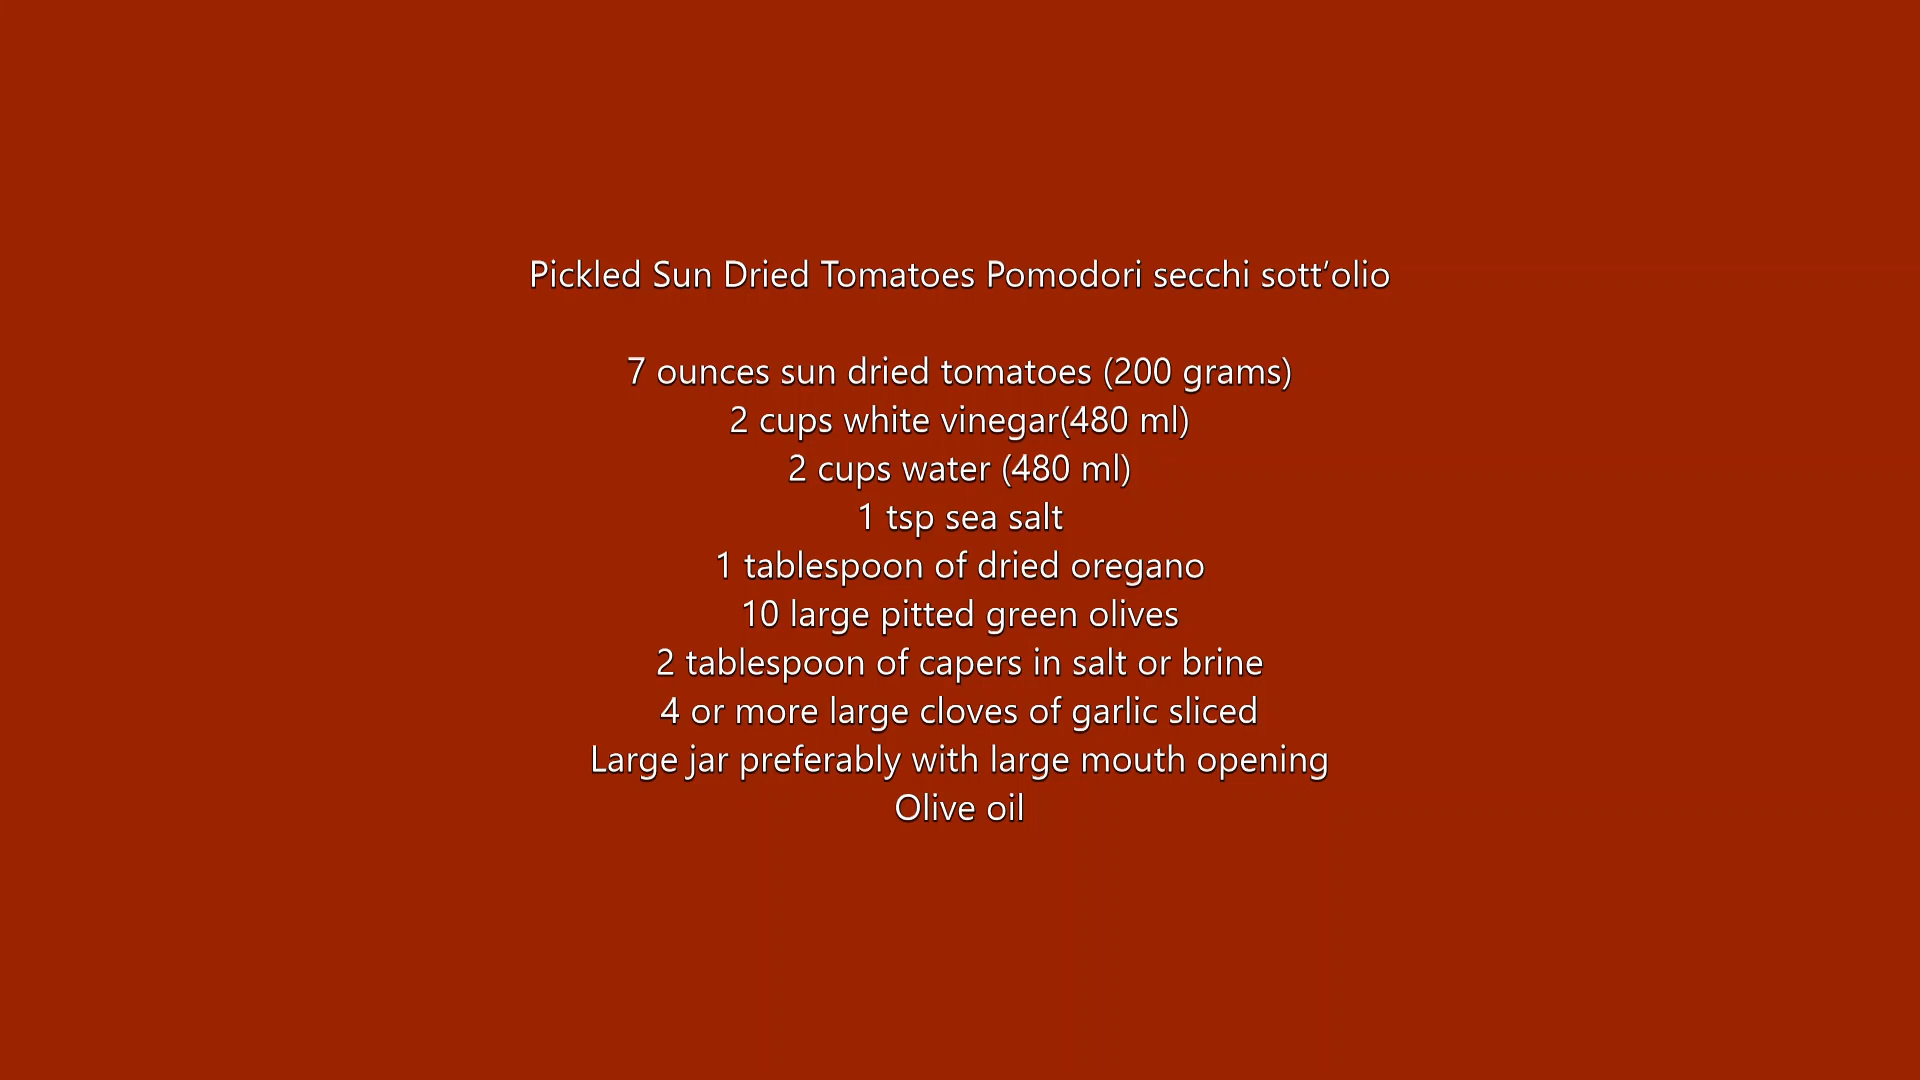 Pickled Sun Dried Tomatoes Pomodori secchi sott’olio
7 ounces sun dried tomatoes (200 grams)
2 cups white vinegar(480 ml)
2 cups water (480 ml)
1 tsp sea salt
1 tablespoon of dried oregano
10 large pitted green olives
2 tablespoon of capers in salt or brine
4 or more large cloves of garlic sliced
Large jar preferably with large mouth opening
Olive oil